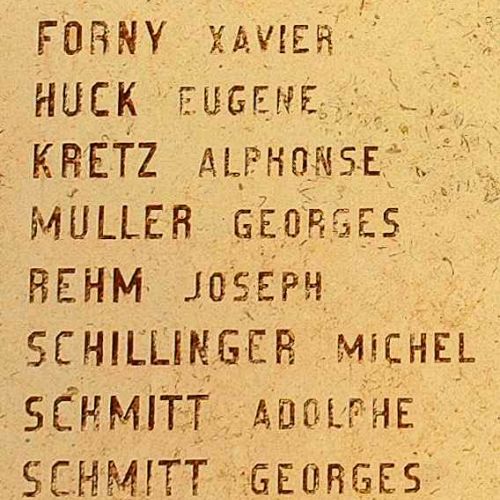 FORNY XAVIER
HUCK EUGENE
KRETZ ALPHONSE
MULLER GEORGES
REHM JOSEPH
SCHILLINGER MICHEL
SCHMITT ADOLPHE
SCHMITT GEORGES